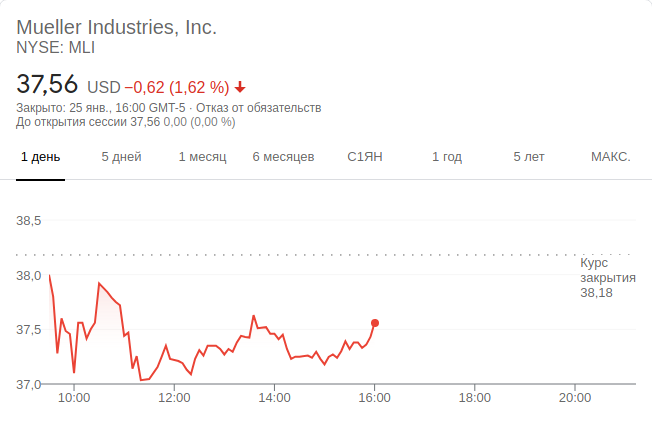 Mueller Industries, Inc.
NYSE: MLI
37,56 USD −0,62 (1,62 %)
Закрыто: 25 янв., 16:00 GMT-5 · Отказ от обязательств
До открытия сессии 37,56 0,00 (0,00 %)
1 день 5 дней 1 месяц 6 месяцев С1ЯН 1 год 5 лет МАКС.
38,5
Курс
закрытия
38,18
38,0
37,5
37,0
10:00 12:00 14:00 16:00 18:00 20:00